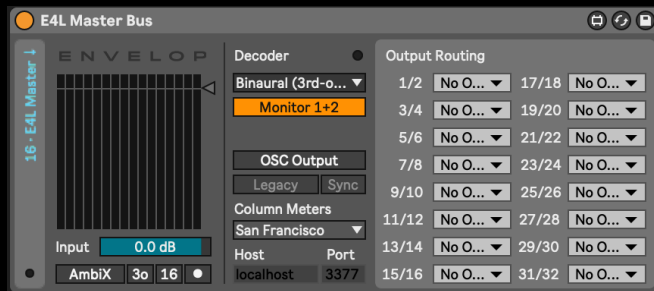 E4L Master Bus
16 - E4L Master
ENVELOP
Input 0.0 dB
AmbiX 3o 16
Decoder
Binaural (3rd-o...
Monitor 1+2
OSC Output
Legacy Sync
Column Meters
San Francisco
Host Port
localhost 3377
Output Routing
1/2 No O... 17/18 No O...
3/4 No O... 19/20 No O...
5/6 No O... 21/22 No O...
7/8 No O... 23/24 No O...
9/10 No O... 25/26 No O...
11/12 No O... 27/28 No O...
13/14 No O... 29/30 No O...
15/16 No O... 31/32 No O...